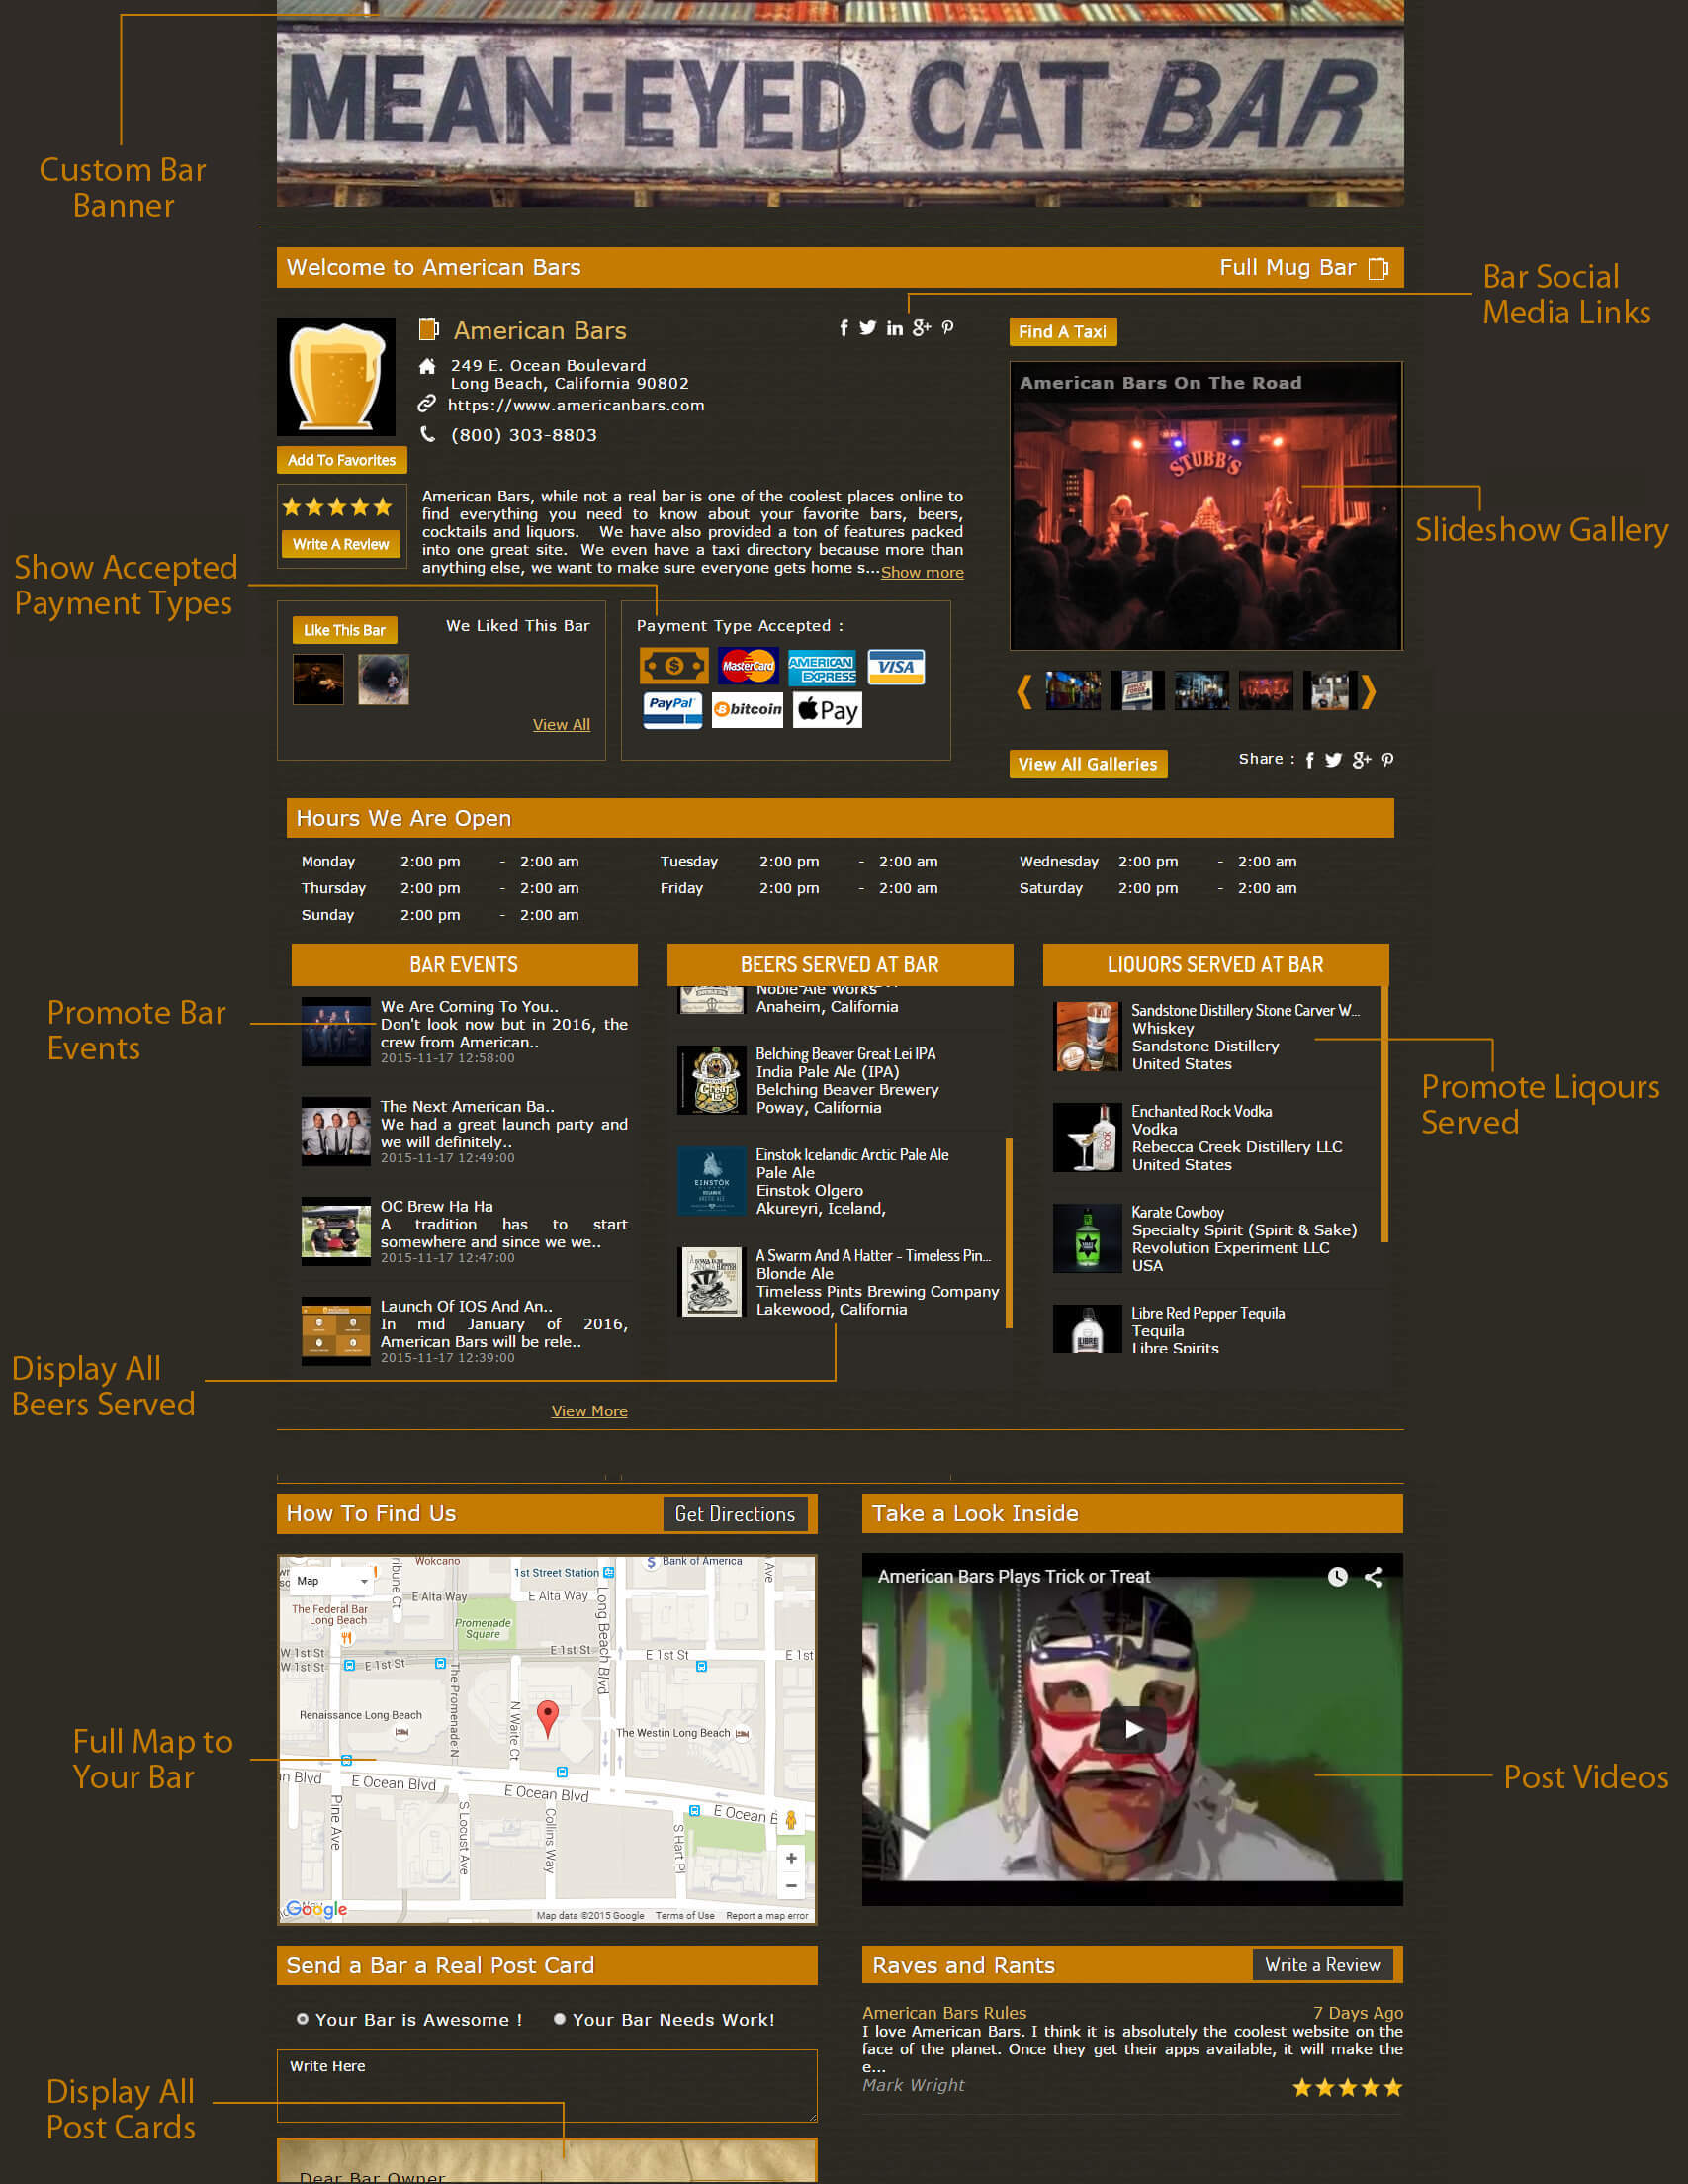 MEAN-EYED CAT BAR
Custom Bar
Banner
Welcome to American Bars
Full Mug Bar
Bar Social
Media Links
American Bars
249 E. Ocean Boulevard
Long Beach, California 90802
https://www.americanbars.com
(800) 303-8803
Add To Favorites
Write A Review
American Bars, while not a real bar is one of the coolest places online to
find everything you need to know about your favorite bars, beers,
cocktails and liquors. We have also provided a ton of features packed
into one great site. We even have a taxi directory because more than
anything else, we want to make sure everyone gets home s...Show more
Find A Taxi
American Bars On The Road
STUBB'S
Slideshow Gallery
Show Accepted
Payment Types
Like This Bar
We Liked This Bar
View All
Payment Type Accepted :
MasterCard
AMERICAN
EXPRESS
VISA
PayPal
bitcoin
Pay
View All Galleries
Share :
Hours We Are Open
Monday 2:00 pm - 2:00 am Tuesday 2:00 pm - 2:00 am Wednesday 2:00 pm - 2:00 am
Thursday 2:00 pm - 2:00 am Friday 2:00 pm - 2:00 am Saturday 2:00 pm - 2:00 am
Sunday 2:00 pm - 2:00 am
BAR EVENTS
Promote Bar
Events
We Are Coming To You..
Don't look now but in 2016, the
crew from American..
2015-11-17 12:58:00
The Next American Ba..
We had a great launch party and
we will definitely..
2015-11-17 12:49:00
OC Brew Ha Ha
A tradition has to start
somewhere and since we we..
2015-11-17 12:47:00
Launch Of IOS And An..
In mid January of 2016,
American Bars will be rele..
2015-11-17 12:39:00
View More
BEERS SERVED AT BAR
Noble Ale Works
Anaheim, California
Belching Beaver Great Lei IPA
India Pale Ale (IPA)
Belching Beaver Brewery
Poway, California
EINSTÖK
Einstok Icelandic Arctic Pale Ale
Pale Ale
Einstok Olgero
Akureyri, Iceland,
A Swarm And A Hatter - Timeless Pin...
Blonde Ale
Timeless Pints Brewing Company
Lakewood, California
Display All
Beers Served
LIQUORS SERVED AT BAR
Sandstone Distillery Stone Carver W...
Whiskey
Sandstone Distillery
United States
Enchanted Rock Vodka
Vodka
Rebecca Creek Distillery LLC
United States
Karate Cowboy
Specialty Spirit (Spirit & Sake)
Revolution Experiment LLC
USA
LIBRE
Libre Red Pepper Tequila
Tequila
Libre Spirits
Promote Liqours
Served
How To Find Us
Get Directions
Map
Wokcano
Bank of America
1st Street Station
E Alta Way
E Alta Way
The Federal Bar
Long Beach
Promenade
Square
W 1st St
W 1st St
E 1st St
E 1st St
E 1st St
E 1st
Long Beach Blvd
The Promenade N
N Waite Ct
Renaissance Long Beach
The Westin Long Beach
E Ocean Blvd
E Ocean Blvd
E Ocean B
Pine Ave
S Locust Ave
Collins Way
S Hart Pl
Google
Map data ©2015 Google Terms of Use Report a map error
Full Map to
Your Bar
Take a Look Inside
American Bars Plays Trick or Treat
Post Videos
Send a Bar a Real Post Card
Your Bar is Awesome !
Your Bar Needs Work!
Write Here
Display All
Post Cards
Dear Bar Owner
Raves and Rants
Write a Review
American Bars Rules
7 Days Ago
I love American Bars. I think it is absolutely the coolest website on the
face of the planet. Once they get their apps available, it will make the
e...
Mark Wright